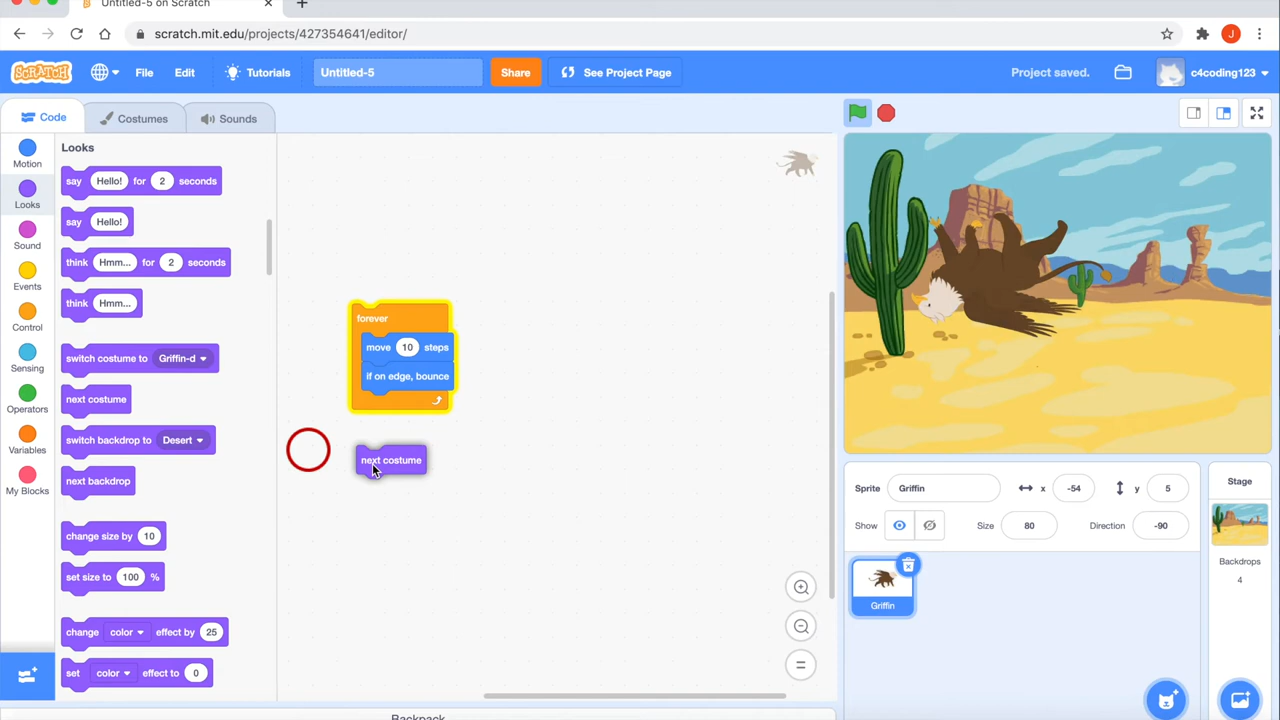 Untitled-5 on Scratch
scratch.mit.edu/projects/427354641/editor/
J
SCRATCH
File
Edit
Tutorials
Untitled-5
Share
See Project Page
Project saved.
c4coding123
Code
Costumes
Sounds
Motion
Looks
Sound
Events
Control
Sensing
Operators
Variables
My Blocks
Looks
say Hello! for 2 seconds
say Hello!
think Hmm... for 2 seconds
think Hmm...
switch costume to Griffin-d
next costume
switch backdrop to Desert
next backdrop
change size by 10
set size to 100 %
change color effect by 25
set color effect to 0
forever
move 10 steps
if on edge, bounce
next costume
Sprite Griffin x -54 y 5
Show Size 80 Direction -90
Griffin
Stage
Backdrops
4
Backpack